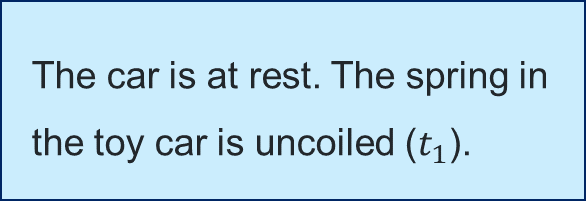 The car is at rest. The spring in
the toy car is uncoiled (t₁).